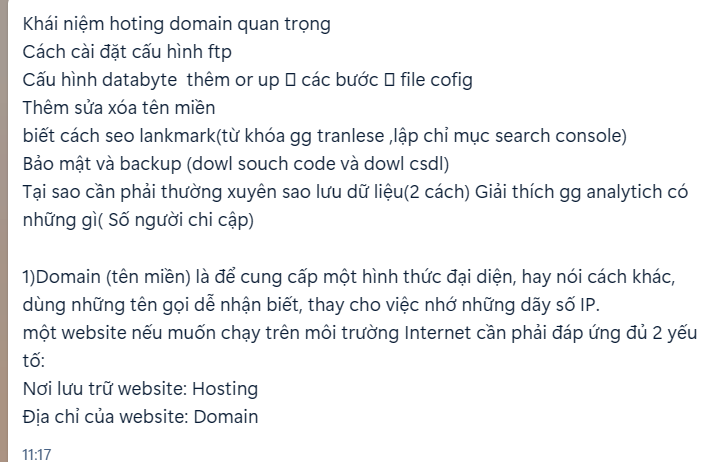 Khái niệm hoting domain quan trọng
Cách cài đặt cấu hình ftp
Cấu hình databyte  thêm or up  các bước  file cofig
Thêm sửa xóa tên miền
biết cách seo lankmark(từ khóa gg tranlese ,lập chỉ mục search console)
Bảo mật và backup (dowl souch code và dowl csdl)
Tại sao cần phải thường xuyên sao lưu dữ liệu(2 cách) Giải thích gg analytich có
những gì( Số người chi cập)
1)Domain (tên miền) là để cung cấp một hình thức đại diện, hay nói cách khác,
dùng những tên gọi dễ nhận biết, thay cho việc nhớ những dãy số IP.
một website nếu muốn chạy trên môi trường Internet cần phải đáp ứng đủ 2 yếu
tố:
Nơi lưu trữ website: Hosting
Địa chỉ của website: Domain
11:17